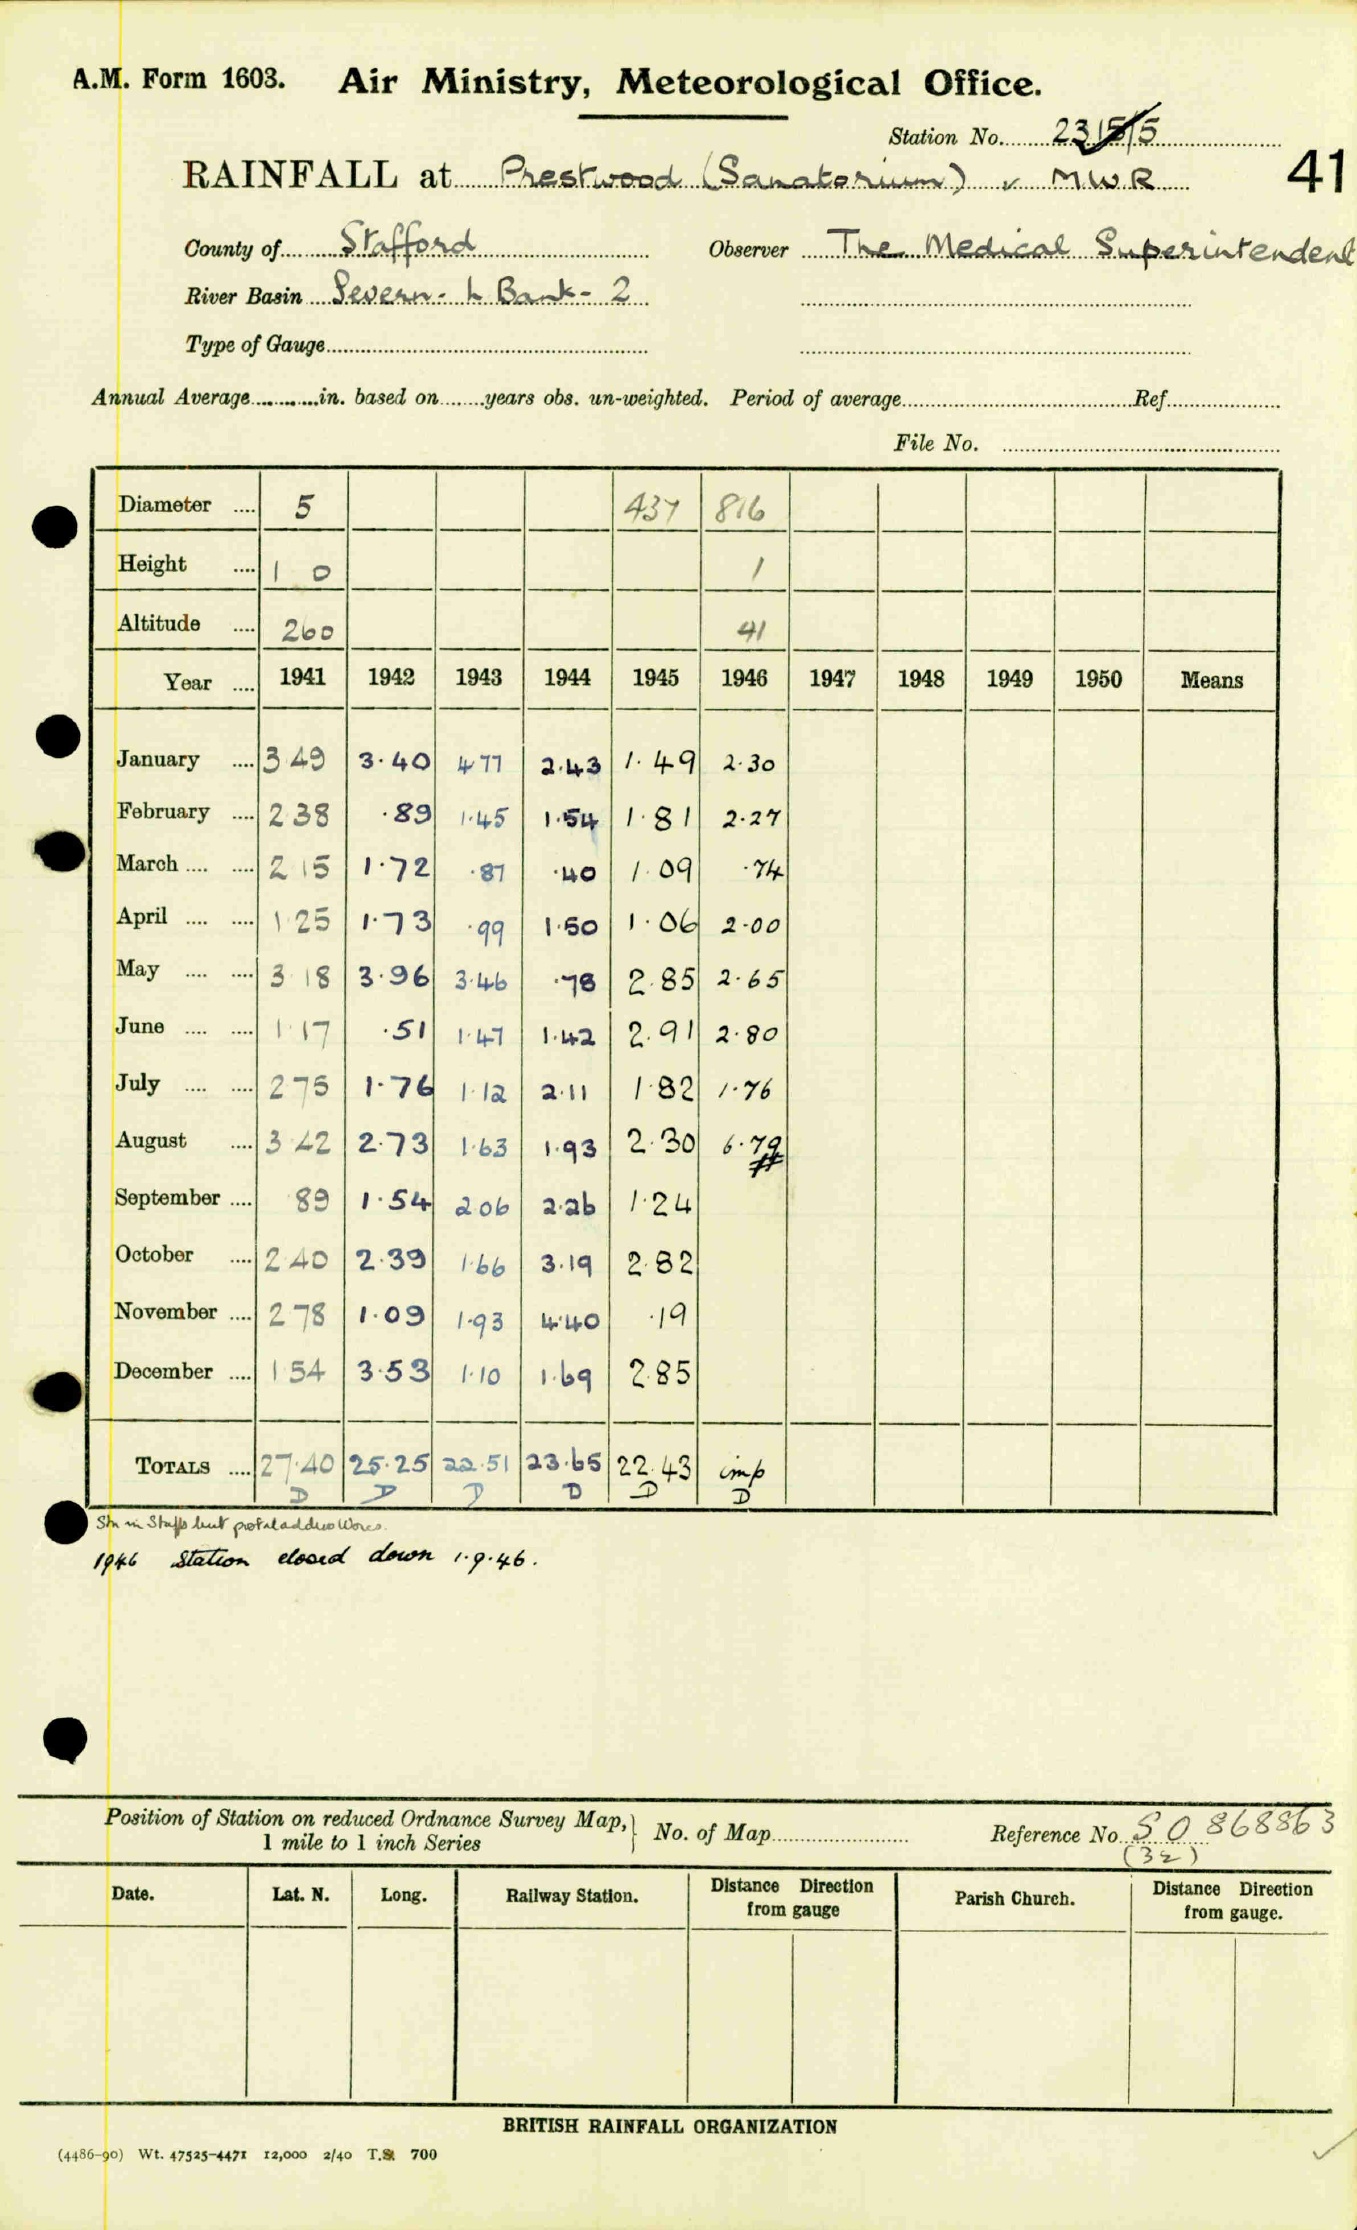 A.M. Form 1603. Air Ministry, Meteorological Office.
Station No. 2315/5
41
RAINFALL at Prestwood (Sanatorium) ✓ MWR
County of Stafford Observer The Medical Superintendent
River Basin Severn - L Bank - 2
Type of Gauge
Annual Average in. based on years obs. un-weighted. Period of average Ref.
File No.
Diameter .... 5 437 816
Height .... 1 0 1
Altitude .... 260 41
Year .... 1941 1942 1943 1944 1945 1946 1947 1948 1949 1950 Means
January .... 3 49 3·40 4 77 2·43 1·49 2·30
February .... 2 38 ·89 1·45 1·54 1·81 2·27
March .... .... 2 15 1·72 ·87 ·40 1·09 ·74
April .... .... 1 25 1·73 ·99 1·50 1·06 2·00
May .... .... 3 18 3·96 3·46 ·78 2·85 2·65
June .... .... 1 17 ·51 1·47 1·42 2.91 2·80
July .... .... 2 75 1·76 1·12 2·11 1·82 1·76
August .... 3 42 2·73 1·63 1·93 2·30 6·79
September .... 89 1·54 2 06 2·26 1·24
October .... 2 40 2·39 1·66 3·19 2·82
November .... 2 78 1·09 1·93 4·40 ·19
December .... 1 54 3·53 1·10 1·69 2·85
TOTALS .... 27·40 25·25 22·51 23·65 22·43 imp
D D D D D D
Stn in Staffs but postal address Worcs.
1946 Station closed down 1·9·46.
Position of Station on reduced Ordnance Survey Map, 1 mile to 1 inch Series } No. of Map Reference No. SO 868863
(32)
Date. Lat. N. Long. Railway Station. Distance Direction from gauge Parish Church. Distance Direction from gauge.
BRITISH RAINFALL ORGANIZATION
(4486-90) Wt. 47525-4471 12,000 2/40 T.S. 700